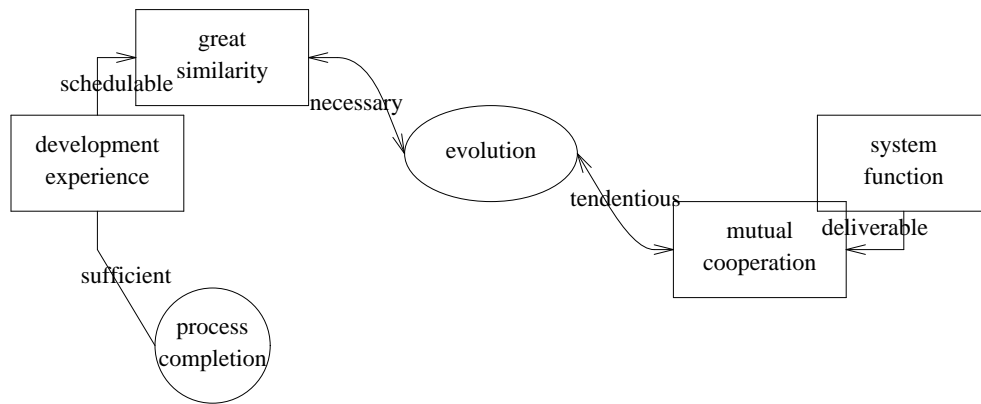 great
similarity
schedulable
necessary
development
experience
evolution
system
function
tendentious
mutual
cooperation
deliverable
sufficient
process
completion